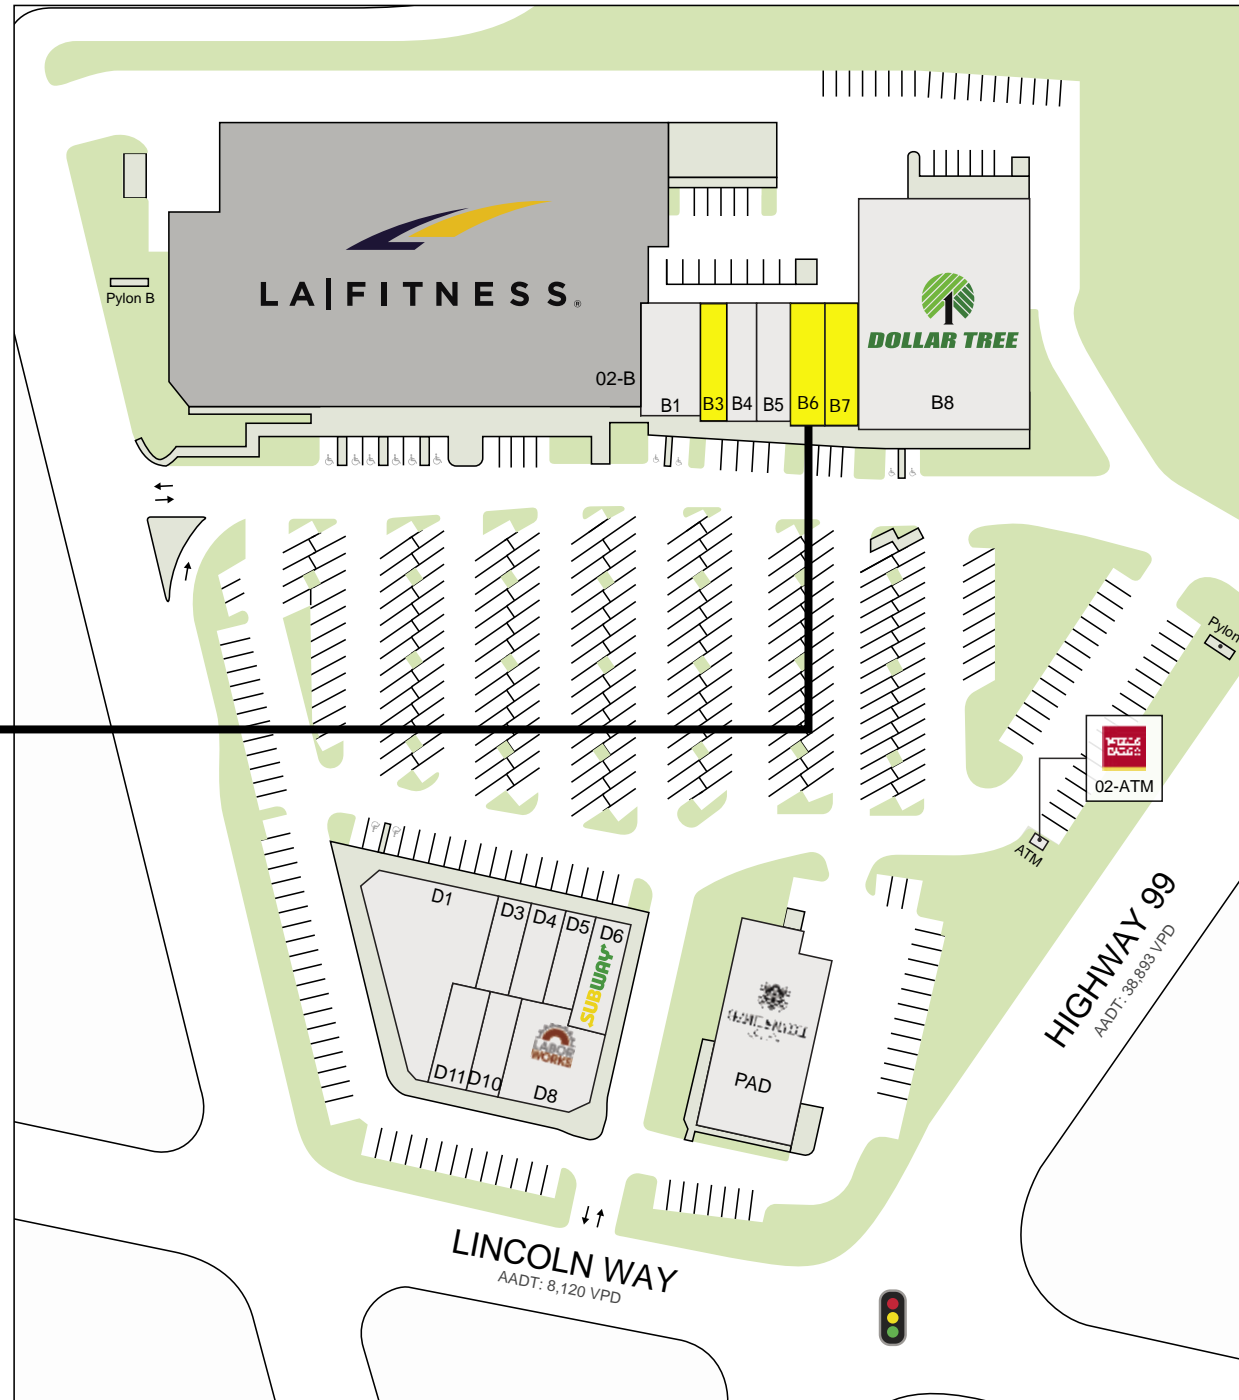 Pylon B
LA|FITNESS®
02-B
B1
B3
B4
B5
B6
B7
DOLLAR TREE
B8
Pylon
02-ATM
ATM
D1
D3
D4
D5
D6
SUBWAY
LABOR
WORKS
D11
D10
D8
PAD
HIGHWAY 99
AADT: 38,893 VPD
LINCOLN WAY
AADT: 8,120 VPD